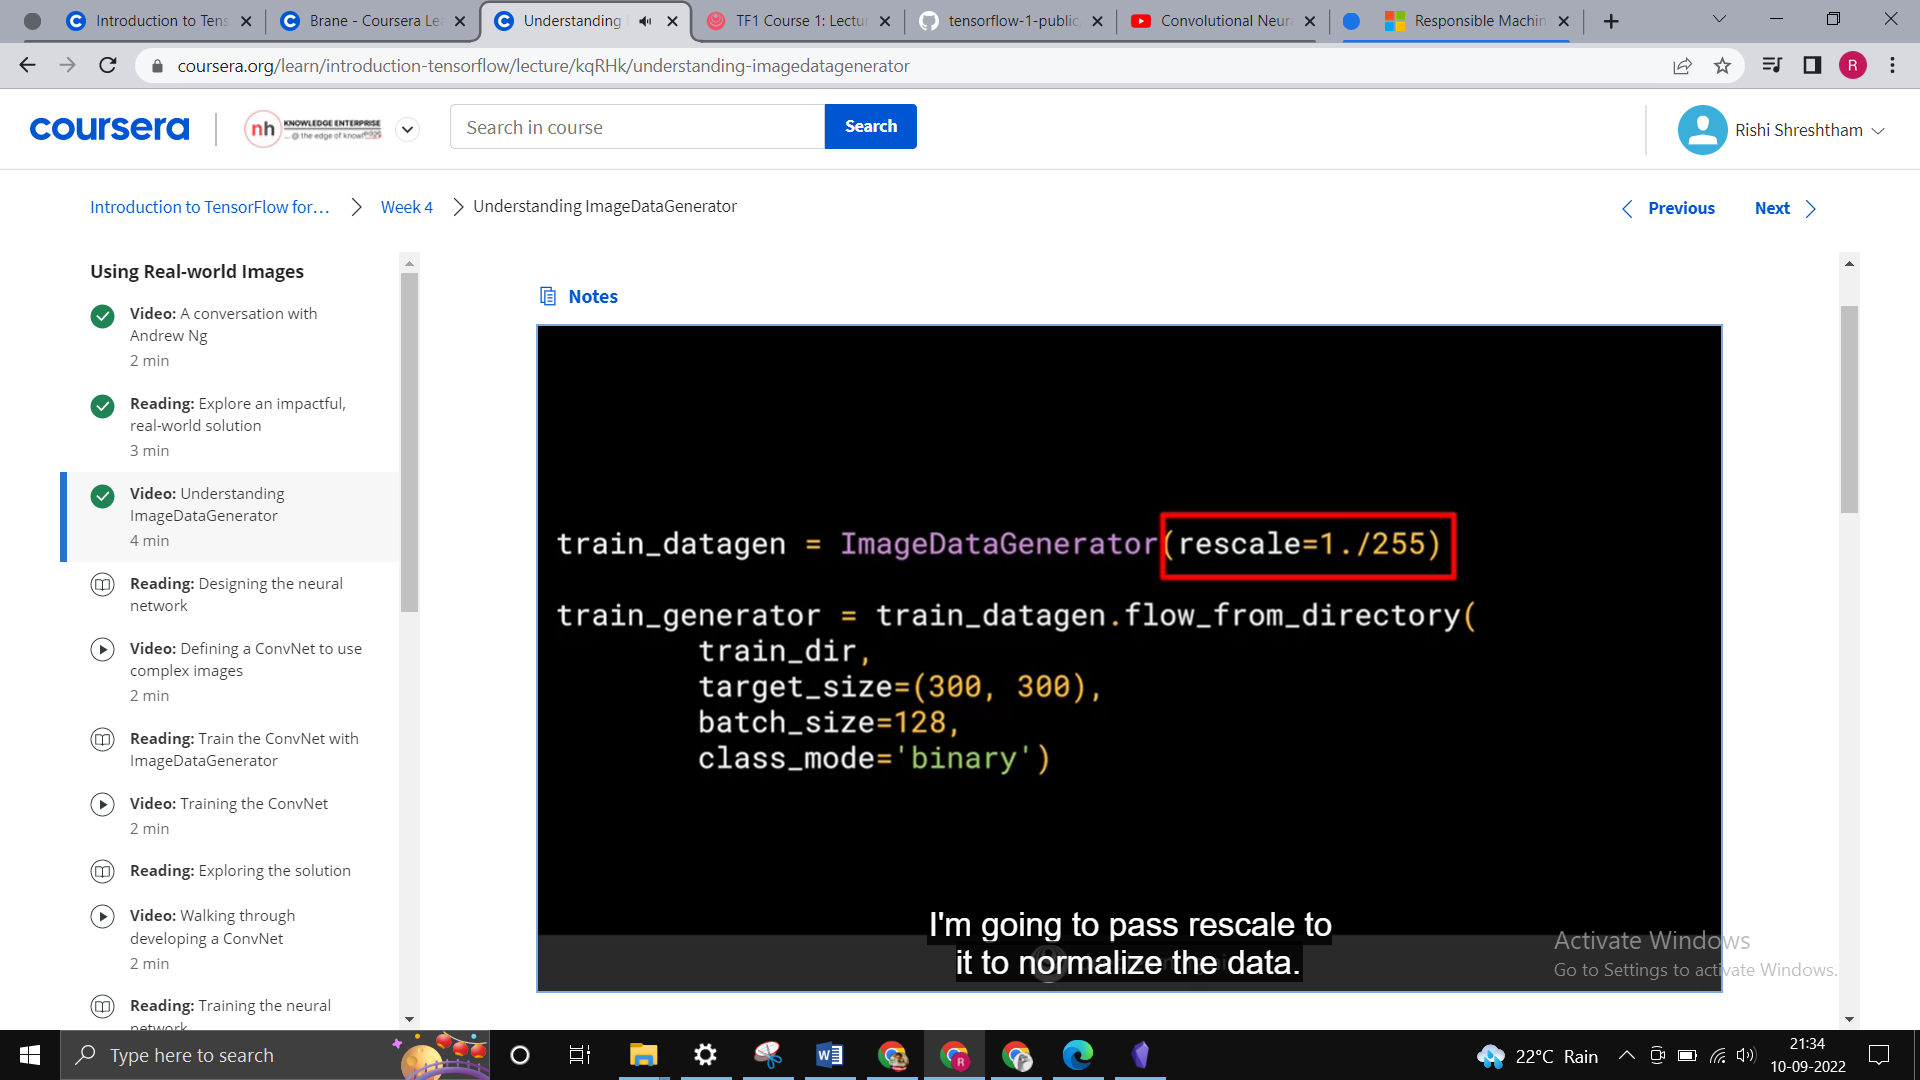 Introduction to Tens
Brane - Coursera Le
Understanding
TF1 Course 1: Lectu
tensorflow-1-public
Convolutional Neur
Responsible Machin
coursera.org/learn/introduction-tensorflow/lecture/kqRHk/understanding-imagedatagenerator
R
coursera
nh KNOWLEDGE ENTERPRISE
... @ the edge of knowledge
Search in course
Search
Rishi Shreshtham
Introduction to TensorFlow for...
Week 4
Understanding ImageDataGenerator
Previous
Next
Using Real-world Images
Video: A conversation with
Andrew Ng
2 min
Reading: Explore an impactful,
real-world solution
3 min
Video: Understanding
ImageDataGenerator
4 min
Reading: Designing the neural
network
Video: Defining a ConvNet to use
complex images
2 min
Reading: Train the ConvNet with
ImageDataGenerator
Video: Training the ConvNet
2 min
Reading: Exploring the solution
Video: Walking through
developing a ConvNet
2 min
Reading: Training the neural
network
Notes
train_datagen = ImageDataGenerator(rescale=1./255)
train_generator = train_datagen.flow_from_directory(
train_dir,
target_size=(300, 300),
batch_size=128,
class_mode='binary')
I'm going to pass rescale to
it to normalize the data.
Activate Windows
Go to Settings to activate Windows.
Type here to search
22°C Rain
21:34
10-09-2022